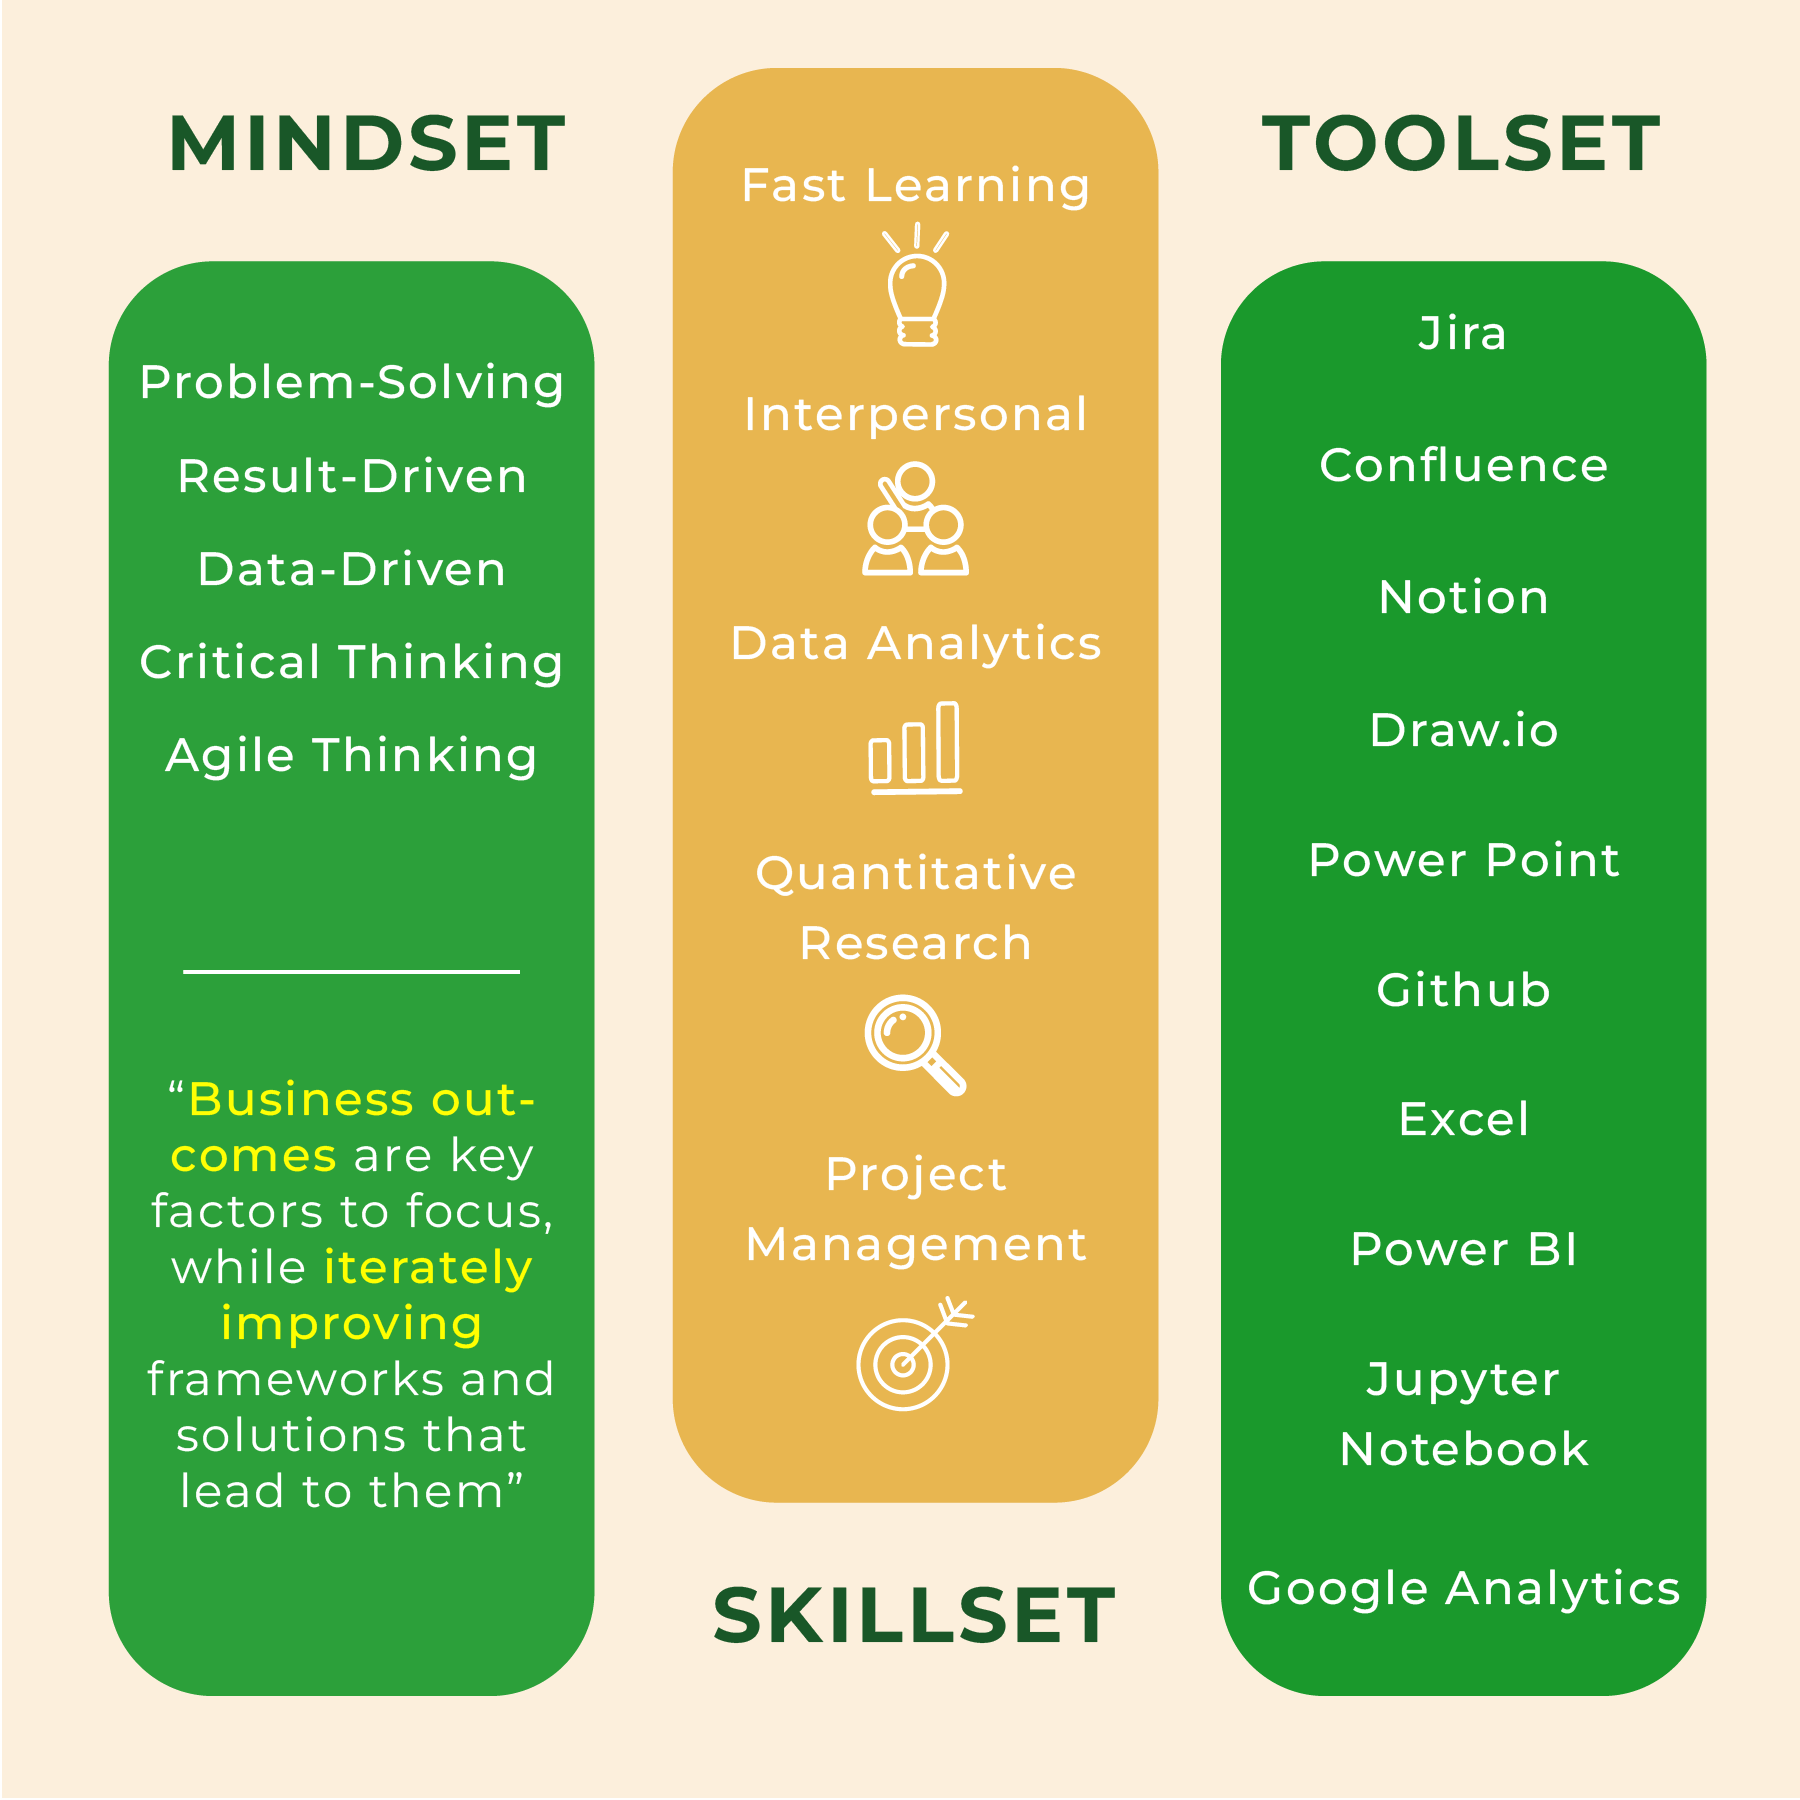 MINDSET
Problem-Solving
Result-Driven
Data-Driven
Critical Thinking
Agile Thinking
“Business out-
comes are key
factors to focus,
while iterately
improving
frameworks and
solutions that
lead to them”
Fast Learning
Interpersonal
Data Analytics
Quantitative
Research
Project
Management
SKILLSET
TOOLSET
Jira
Confluence
Notion
Draw.io
Power Point
Github
Excel
Power BI
Jupyter
Notebook
Google Analytics